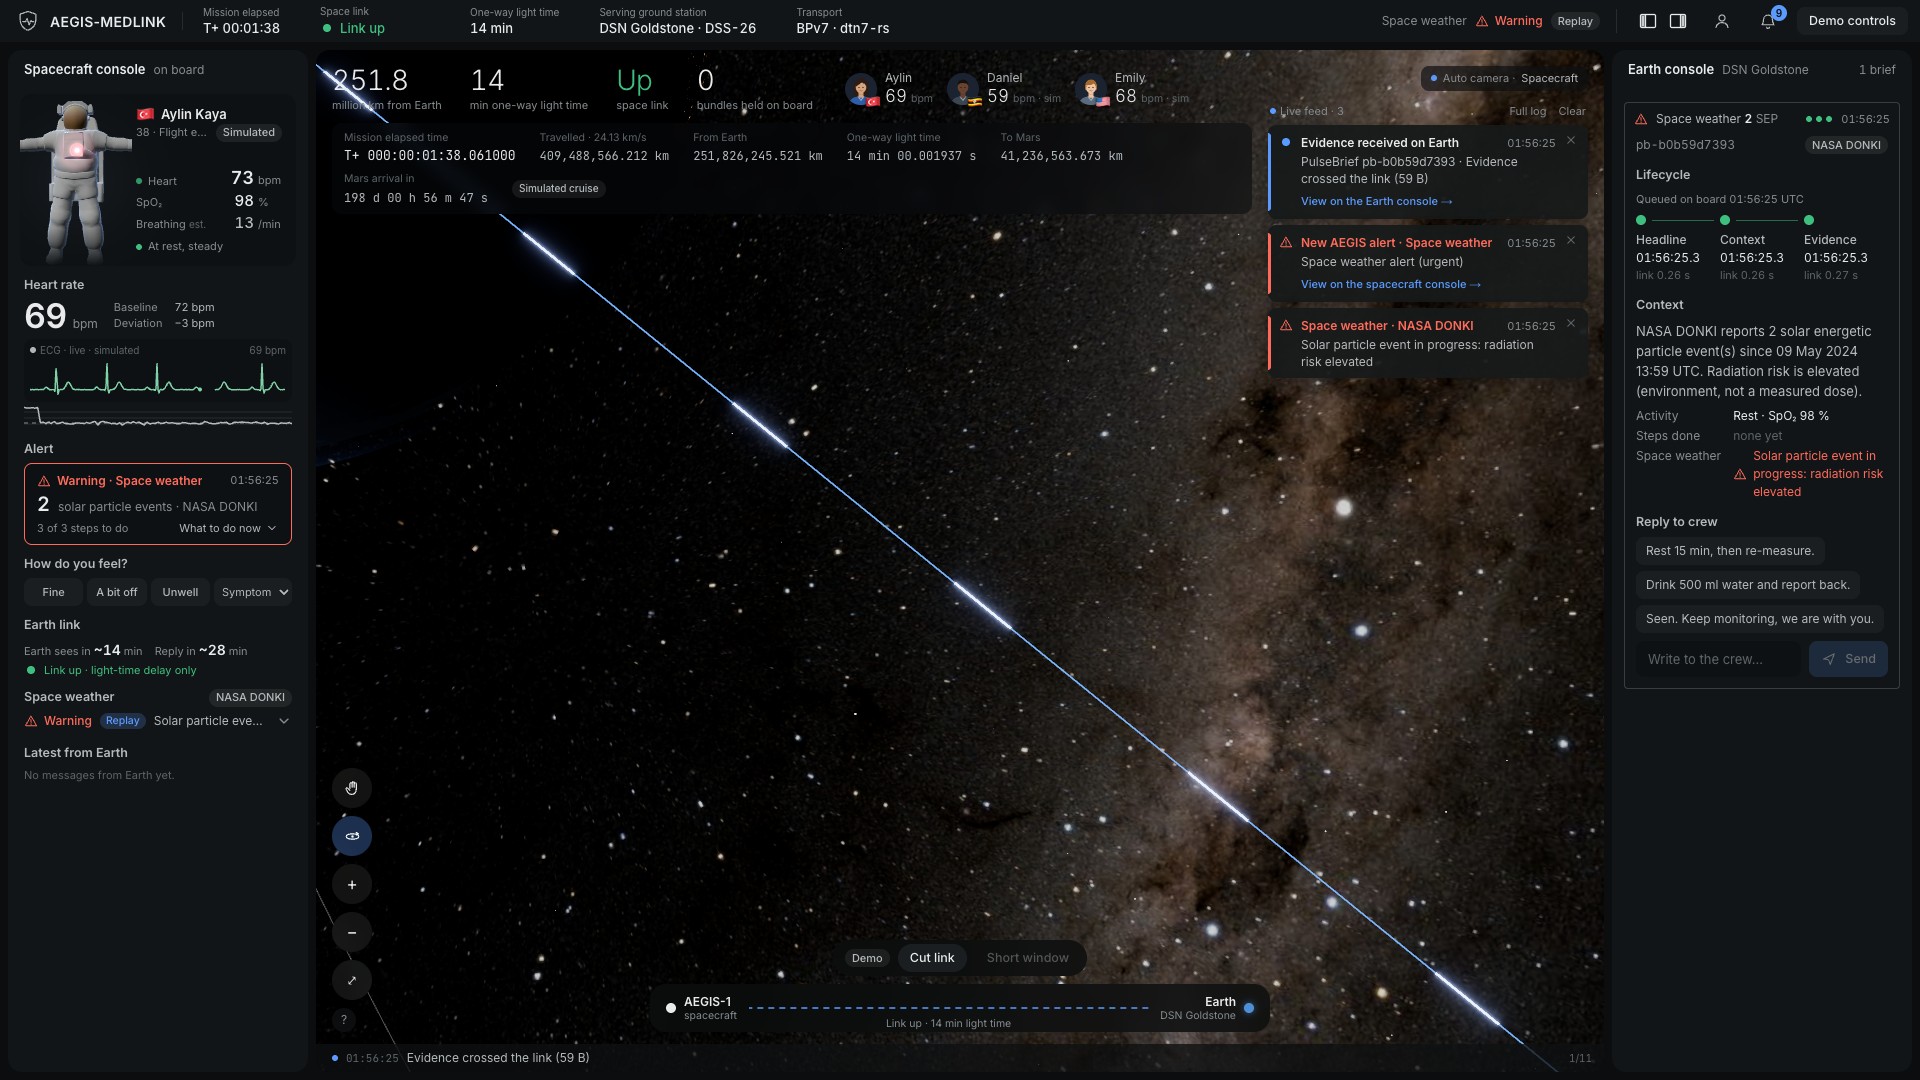 AEGIS-MEDLINK
Mission elapsed
T+ 00:01:38
Space link
Link up
One-way light time
14 min
Serving ground station
DSN Goldstone · DSS-26
Transport
BPv7 · dtn7-rs
Space weather Warning Replay
9
Demo controls
Spacecraft console on board
Aylin Kaya
38 · Flight e... Simulated
Heart 73 bpm
SpO₂ 98 %
Breathing est. 13 /min
At rest, steady
Heart rate
69 bpm
Baseline 72 bpm
Deviation −3 bpm
ECG · live · simulated 69 bpm
Alert
Warning · Space weather 01:56:25
2 solar particle events · NASA DONKI
3 of 3 steps to do What to do now
How do you feel?
Fine A bit off Unwell Symptom
Earth link
Earth sees in ~14 min Reply in ~28 min
Link up · light-time delay only
Space weather NASA DONKI
Warning Replay Solar particle eve...
Latest from Earth
No messages from Earth yet.
251.8
million km from Earth
14
min one-way light time
Up
space link
0
bundles held on board
Aylin
69 bpm
Daniel
59 bpm · sim
Emily
68 bpm · sim
Auto camera · Spacecraft
Mission elapsed time
T+ 000:00:01:38.061000
Travelled · 24.13 km/s
409,488,566.212 km
From Earth
251,826,245.521 km
One-way light time
14 min 00.001937 s
To Mars
41,236,563.673 km
Mars arrival in
198 d 00 h 56 m 47 s
Simulated cruise
Live feed · 3 Full log · Clear
Evidence received on Earth 01:56:25
PulseBrief pb-b0b59d7393 · Evidence
crossed the link (59 B)
View on the Earth console →
New AEGIS alert · Space weather 01:56:25
Space weather alert (urgent)
View on the spacecraft console →
Space weather · NASA DONKI 01:56:25
Solar particle event in progress: radiation
risk elevated
+
−
?
Demo Cut link Short window
AEGIS-1
spacecraft
Link up · 14 min light time
Earth
DSN Goldstone
01:56:25 Evidence crossed the link (59 B) 1/11
Earth console DSN Goldstone 1 brief
Space weather 2 SEP 01:56:25
pb-b0b59d7393 NASA DONKI
Lifecycle
Queued on board 01:56:25 UTC
Headline Context Evidence
01:56:25.3 01:56:25.3 01:56:25.3
link 0.26 s link 0.26 s link 0.27 s
Context
NASA DONKI reports 2 solar energetic
particle event(s) since 09 May 2024
13:59 UTC. Radiation risk is elevated
(environment, not a measured dose).
Activity Rest · SpO₂ 98 %
Steps done none yet
Space weather Solar particle event in
progress: radiation risk
elevated
Reply to crew
Rest 15 min, then re-measure.
Drink 500 ml water and report back.
Seen. Keep monitoring, we are with you.
Write to the crew... Send